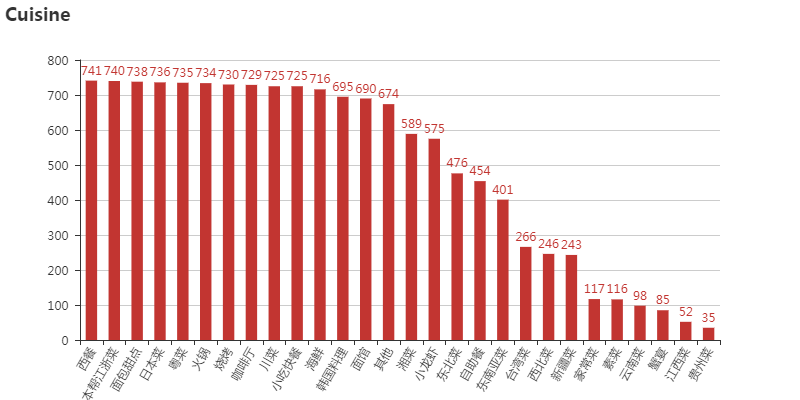 Cuisine
800
700
600
500
400
300
200
100
0
741 740 738 736 735 734 730 729 725 725 716 695 690 674 589 575 476 454 401 266 246 243 117 116 98 85 52 35
西餐
本帮江浙菜
面包甜点
日本菜
粤菜
火锅
烧烤
咖啡厅
川菜
小吃快餐
海鲜
韩国料理
面馆
其他
湘菜
小龙虾
东北菜
自助餐
东南亚菜
台湾菜
西北菜
新疆菜
家常菜
素菜
云南菜
蟹宴
江西菜
贵州菜